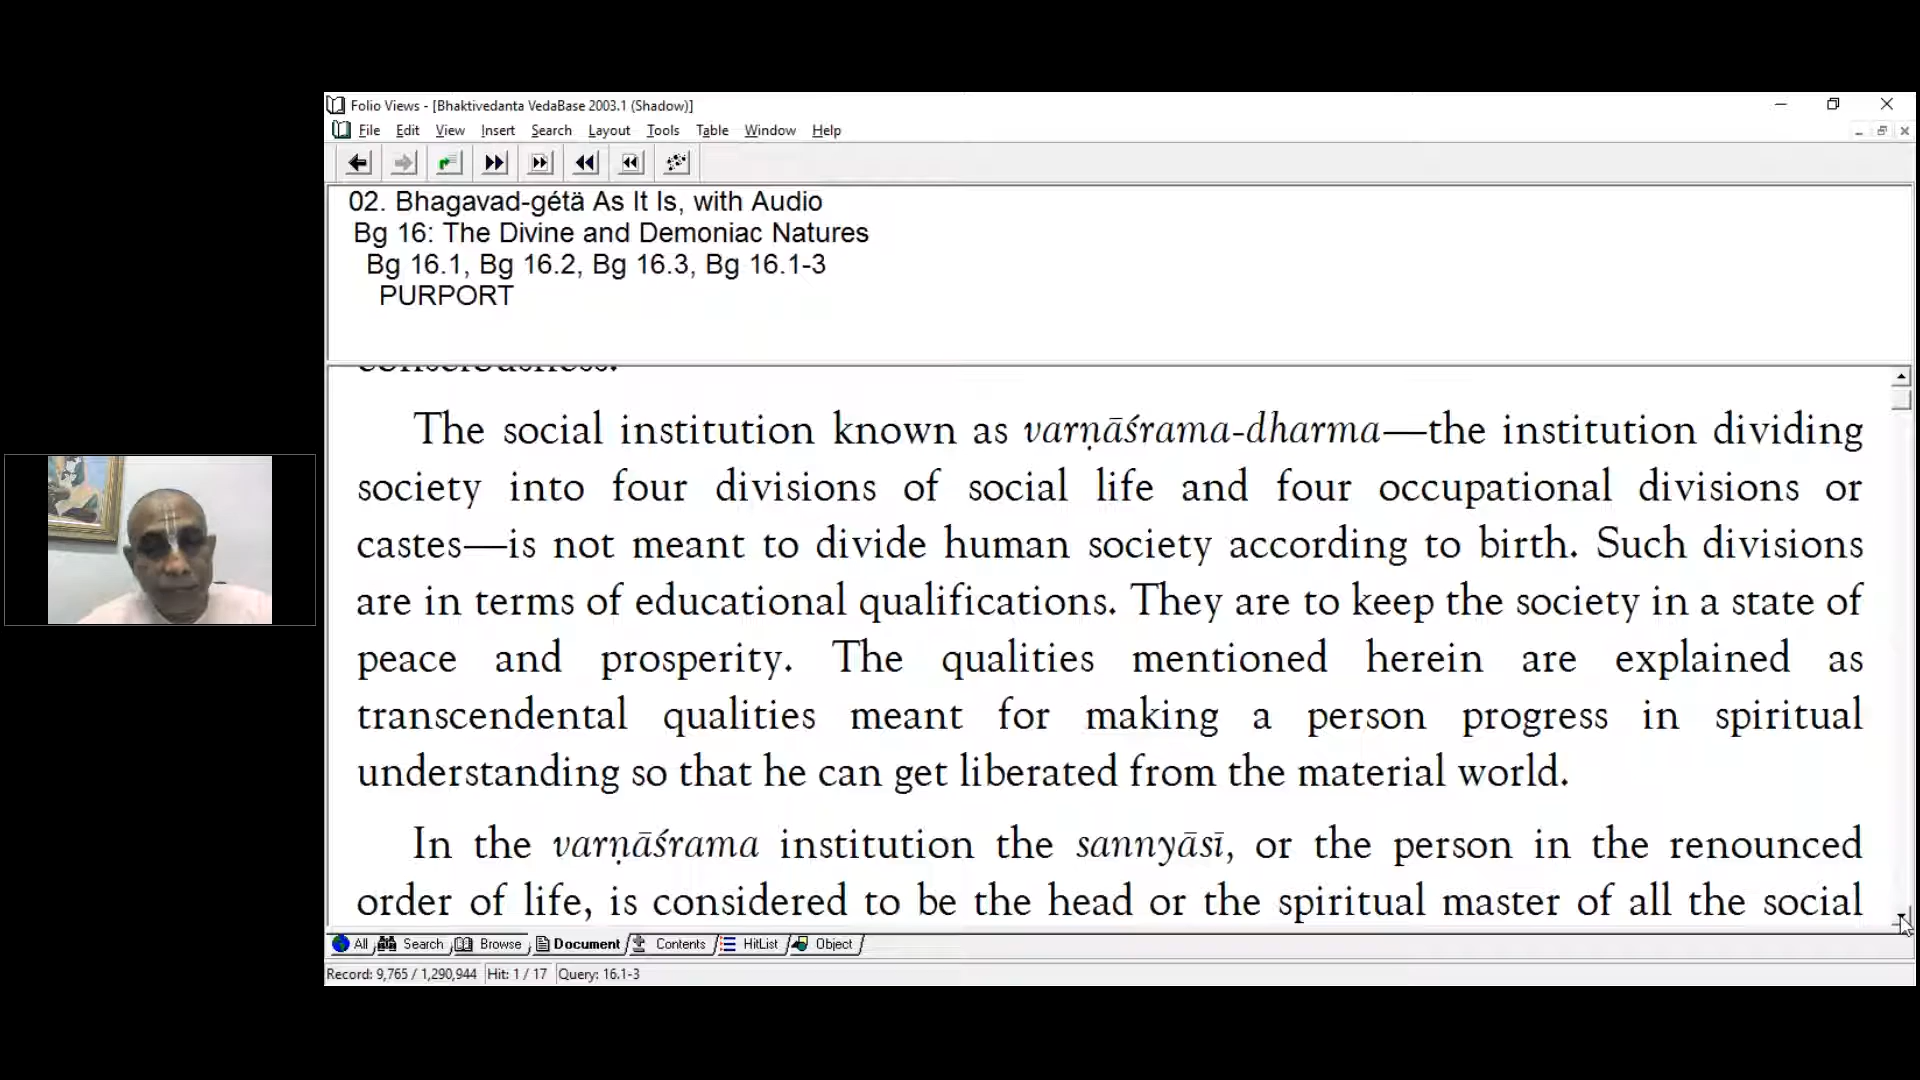 Folio Views - [Bhaktivedanta VedaBase 2003.1 (Shadow)]
File Edit View Insert Search Layout Tools Table Window Help
02. Bhagavad-gétä As It Is, with Audio
Bg 16: The Divine and Demoniac Natures
Bg 16.1, Bg 16.2, Bg 16.3, Bg 16.1-3
PURPORT
consciousness.
The social institution known as varṇāśrama-dharma—the institution dividing
society into four divisions of social life and four occupational divisions or
castes—is not meant to divide human society according to birth. Such divisions
are in terms of educational qualifications. They are to keep the society in a state of
peace and prosperity. The qualities mentioned herein are explained as
transcendental qualities meant for making a person progress in spiritual
understanding so that he can get liberated from the material world.
In the varṇāśrama institution the sannyāsī, or the person in the renounced
order of life, is considered to be the head or the spiritual master of all the social
All Search Browse Document Contents HitList Object
Record: 9,765 / 1,290,944 Hit: 1 / 17 Query: 16.1-3